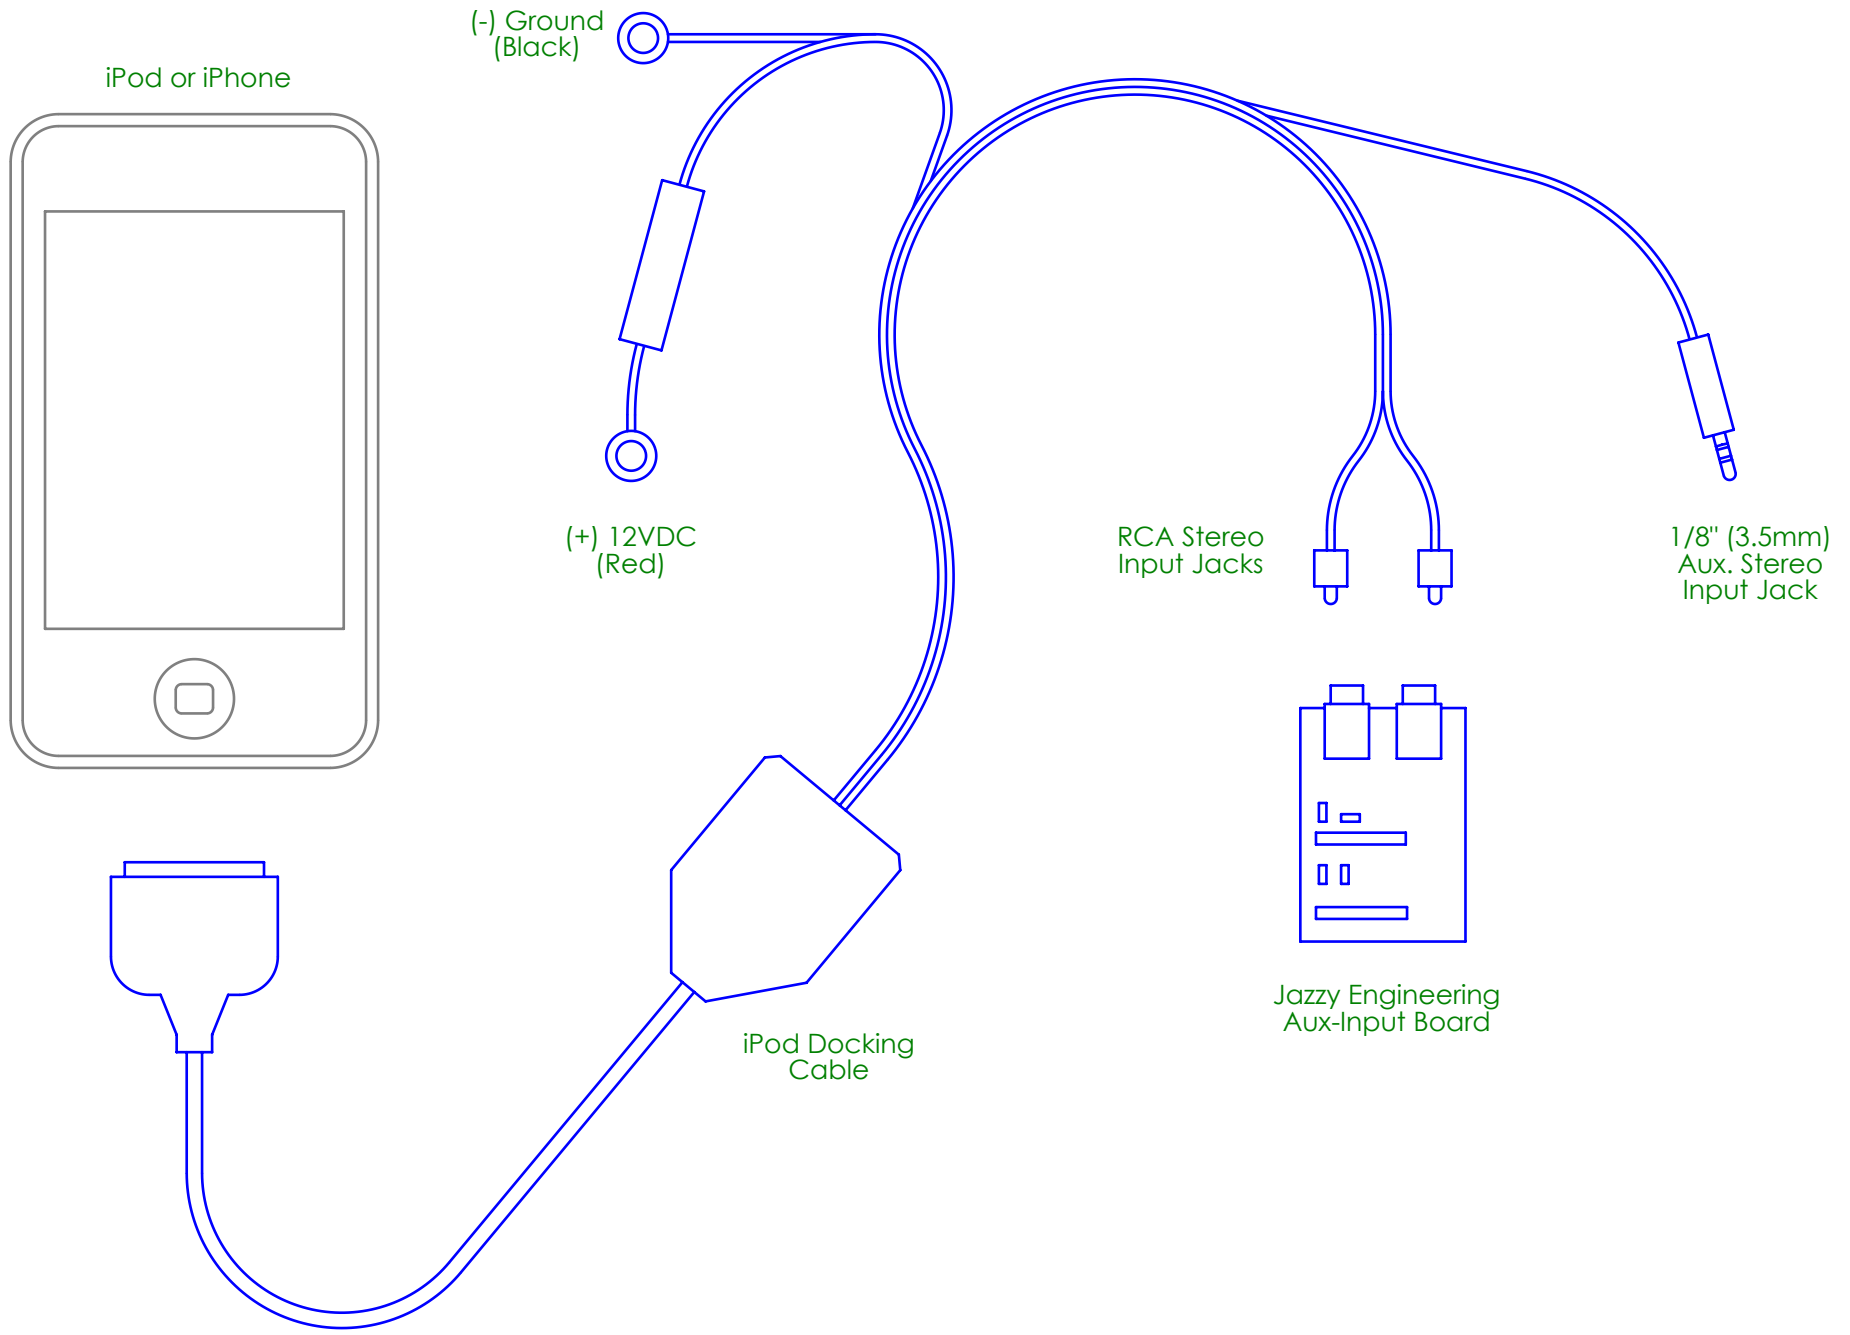 (-) Ground
(Black)
iPod or iPhone
(+) 12VDC
(Red)
RCA Stereo
Input Jacks
1/8" (3.5mm)
Aux. Stereo
Input Jack
Jazzy Engineering
Aux-Input Board
iPod Docking
Cable